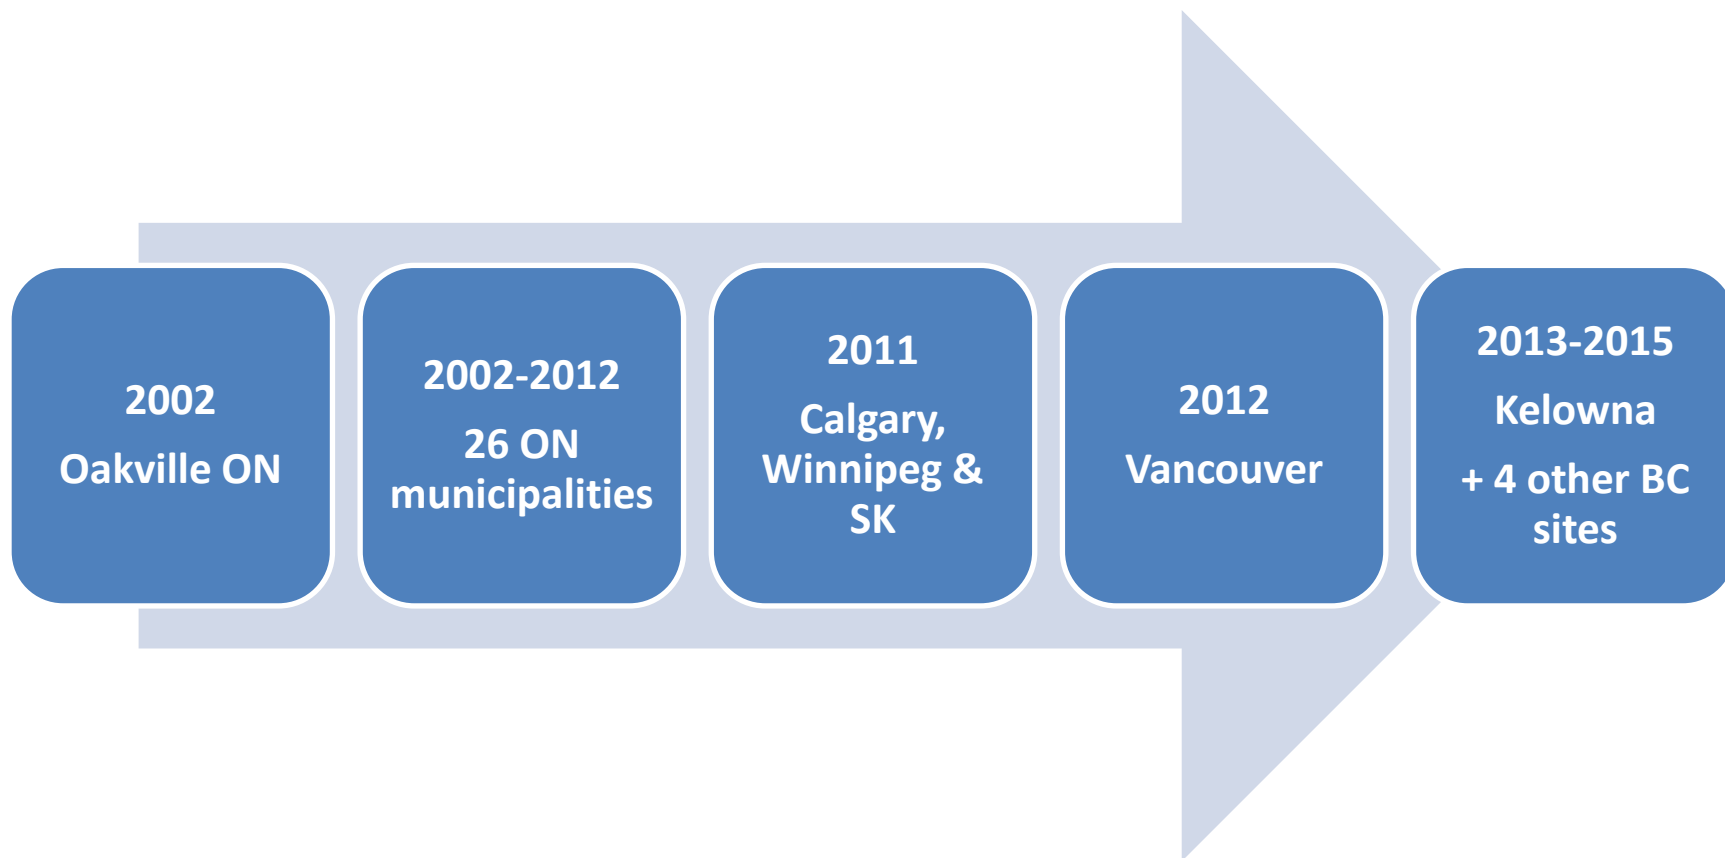 2002
Oakville ON
2002-2012
26 ON
municipalities
2011
Calgary,
Winnipeg &
SK
2012
Vancouver
2013-2015
Kelowna
+ 4 other BC
sites